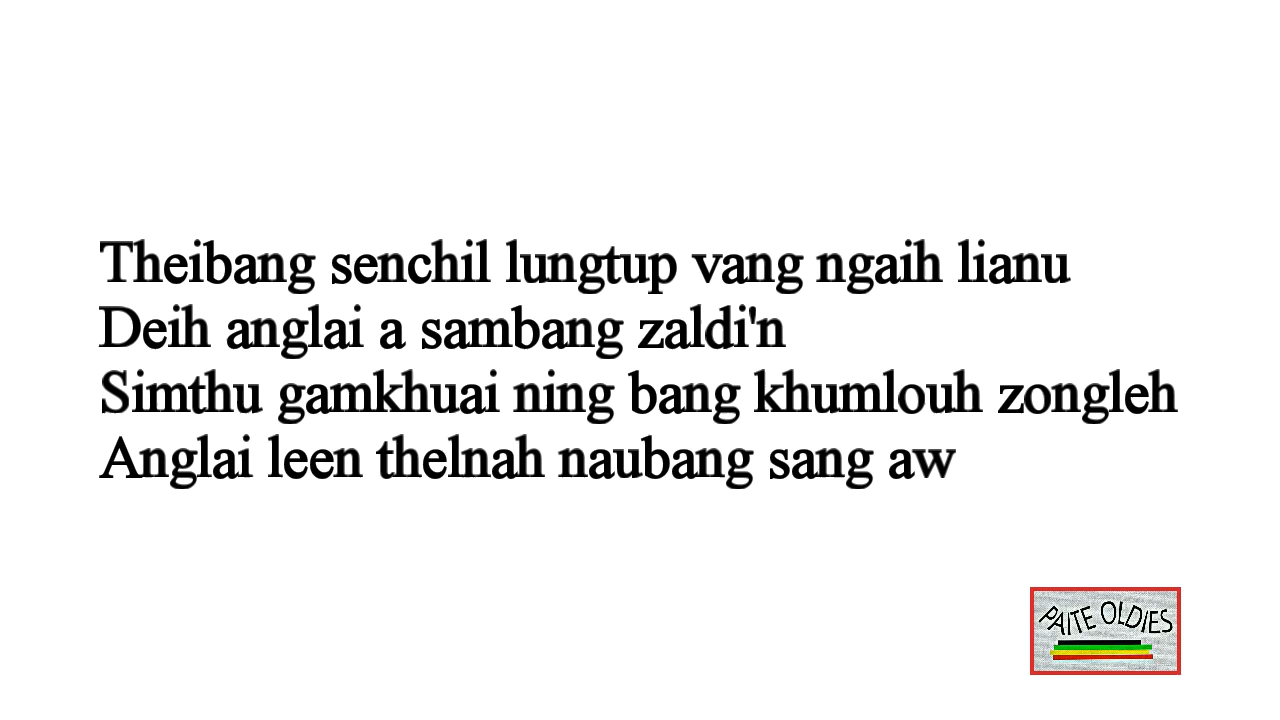 Theibang senchil lungtup vang ngaih lianu
Deih anglai a sambang zaldi'n
Simthu gamkhuai ning bang khumlouh zongleh
Anglai leen thelnah naubang sang aw
PAITE OLDIES